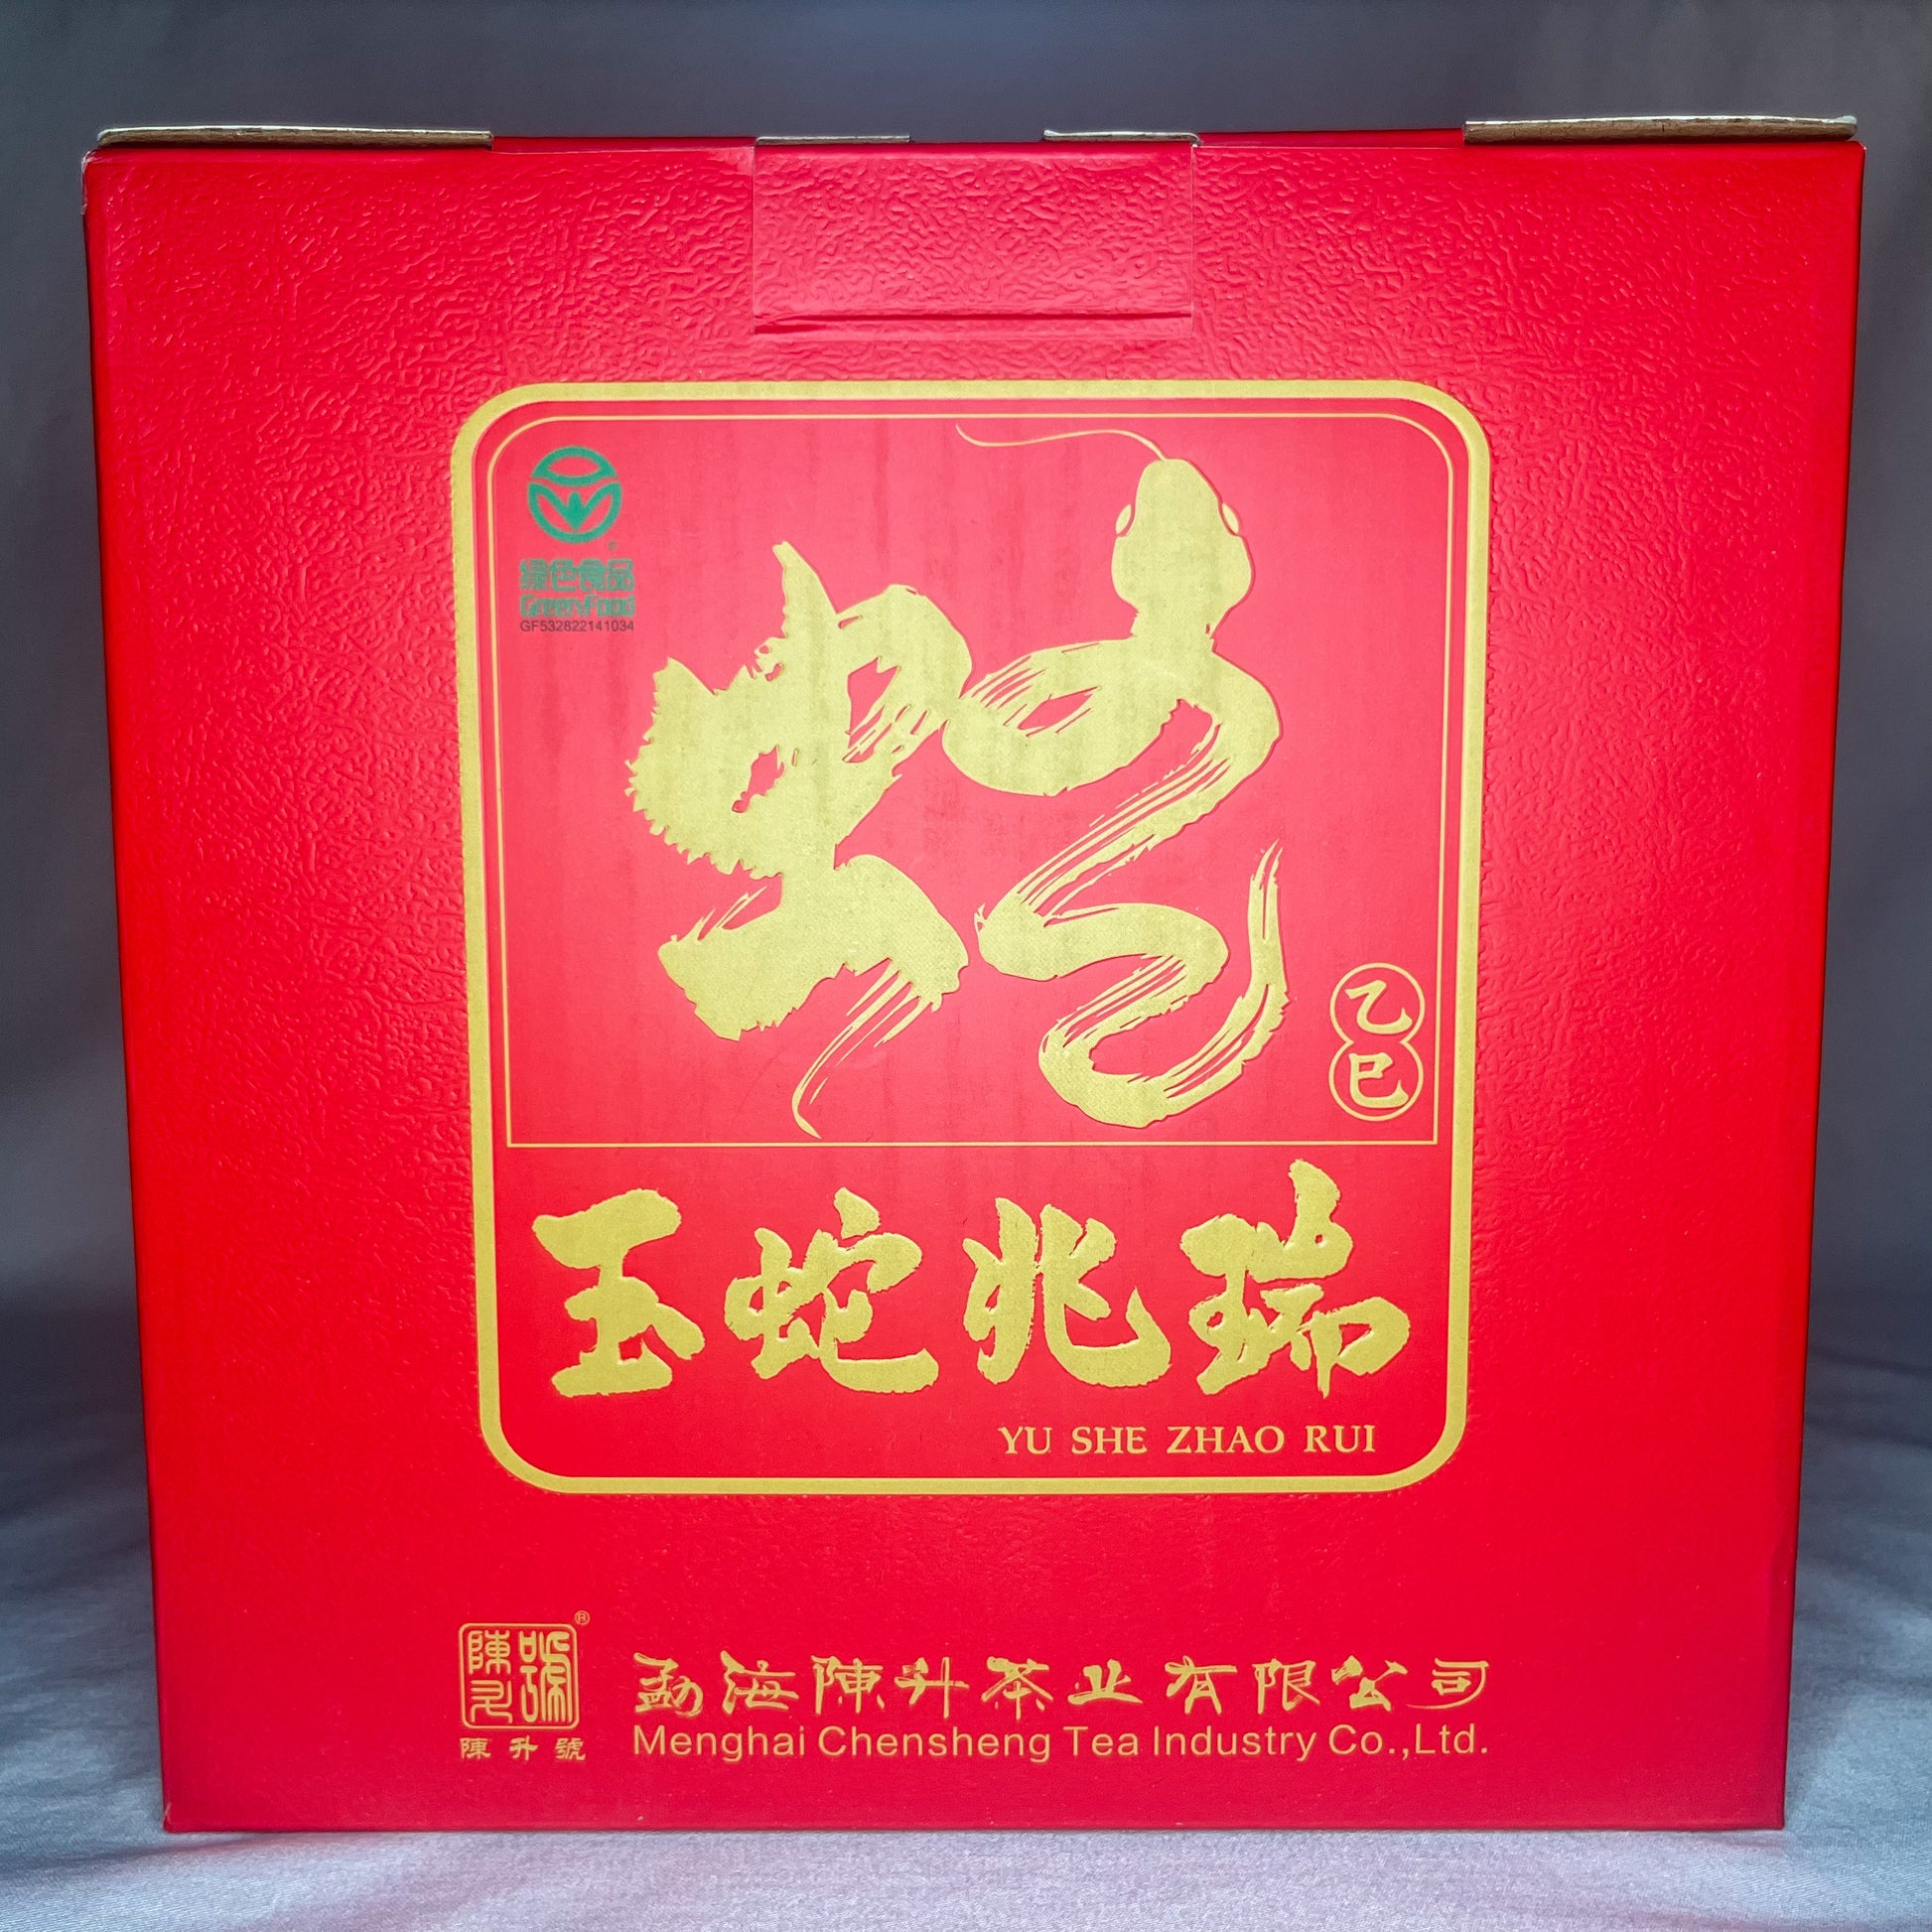 绿色食品
GreenFood
GF532822141034
蛇
乙
巳
玉蛇兆瑞
YU SHE ZHAO RUI
陳升號
陳升號
勐海陳升茶业有限公司
Menghai Chensheng Tea Industry Co.,Ltd.